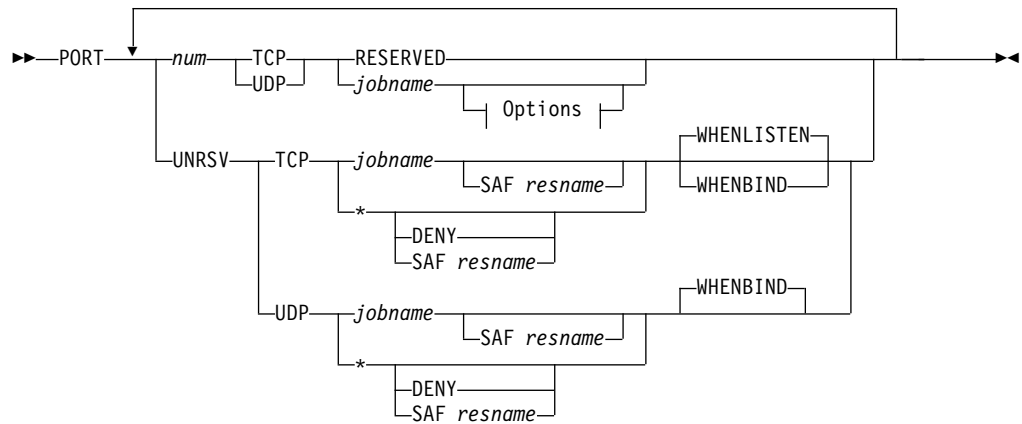 PORT num TCP RESERVED
UDP jobname
Options
WHENLISTEN
UNRSV TCP jobname
SAF resname WHENBIND
*
DENY
SAF resname
WHENBIND
UDP jobname
SAF resname
*
DENY
SAF resname